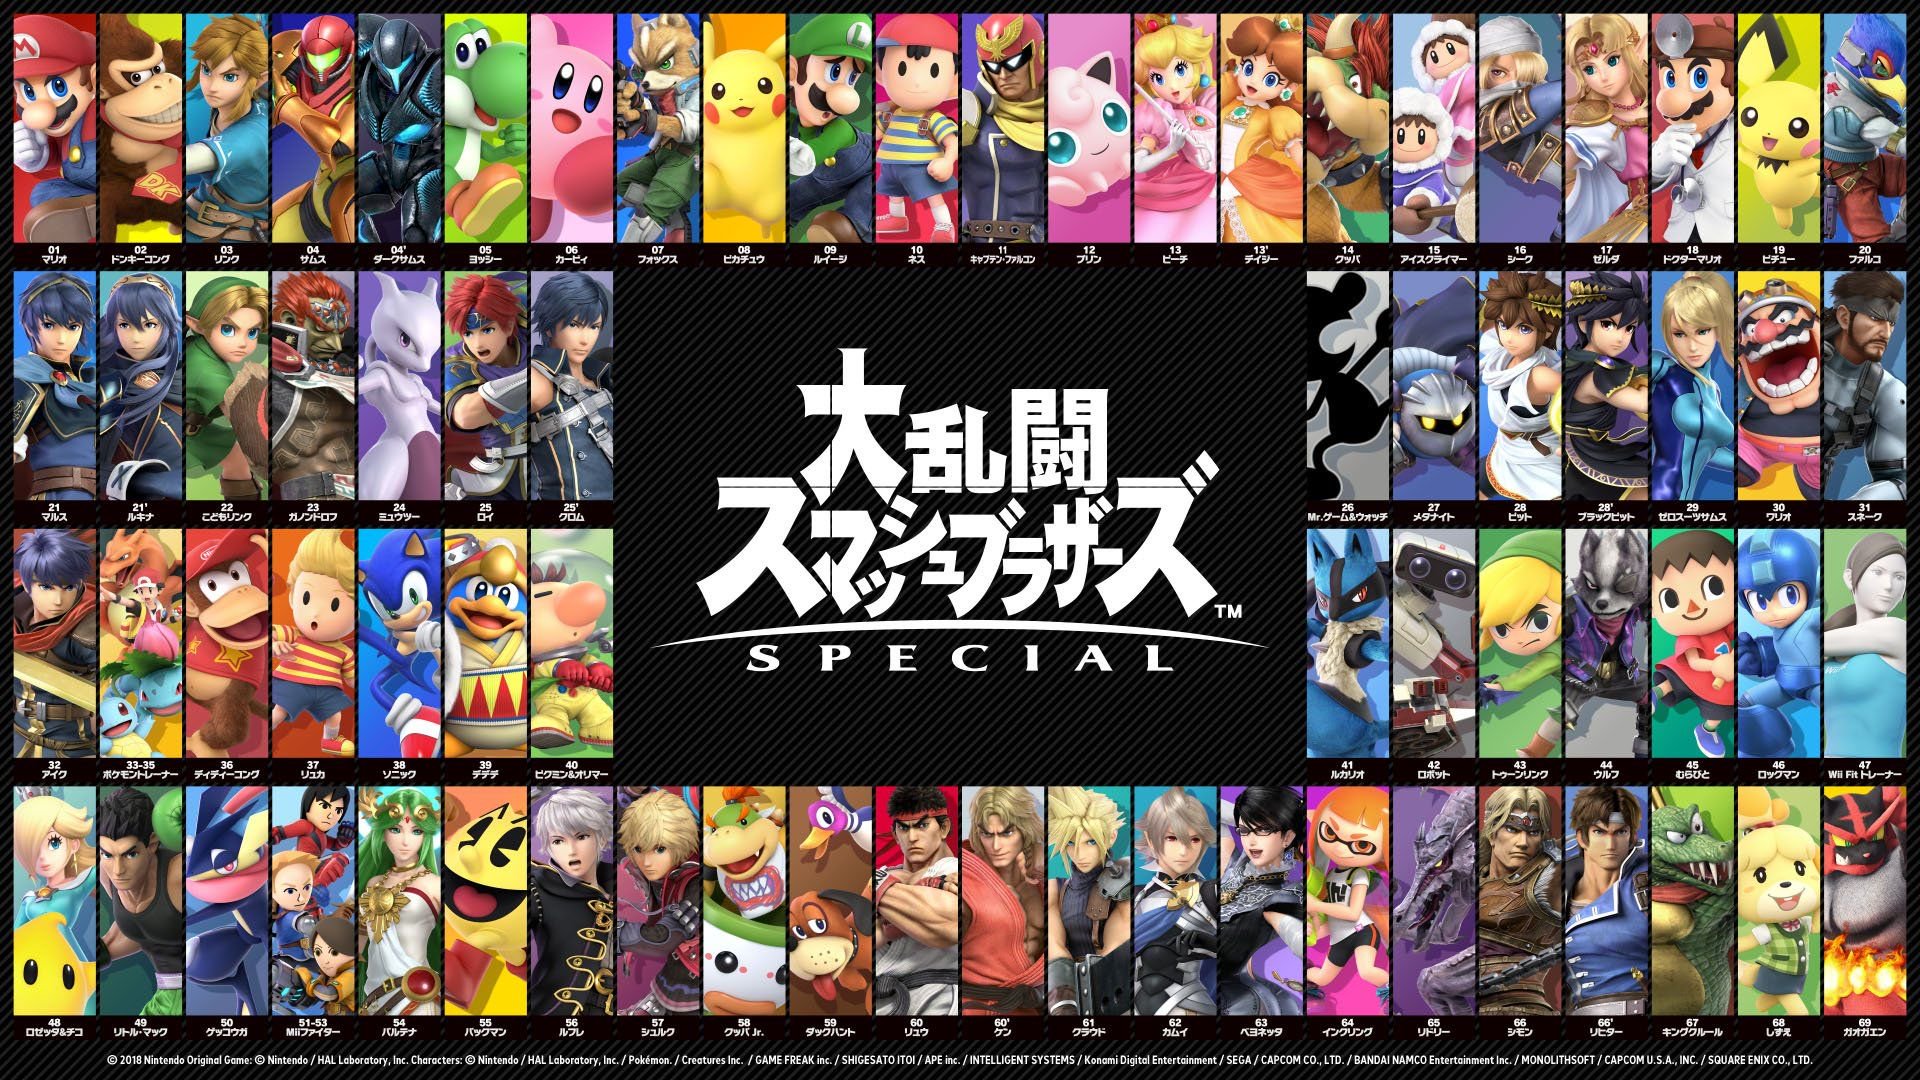 01 02 03 04 04' 05 06 07 08 09 10 11 12 13 13' 14 15 16 17 18 19 20
マリオ ドンキーコング リンク サムス ダークサムス ヨッシー カービィ フォックス ピカチュウ ルイージ ネス キャプテン・ファルコン プリン ピーチ デイジー クッパ アイスクライマー シーク ゼルダ ドクターマリオ ピチュー ファルコ
21 21' 22 23 24 25 25'
マルス ルキナ こどもリンク ガノンドロフ ミュウツー ロイ クロム
26 27 28 28' 29 30 31
Mr.ゲーム&ウォッチ メタナイト ピット ブラックピット ゼロスーツサムス ワリオ スネーク
大乱闘
スマッシュブラザーズ
TM
SPECIAL
32 33-35 36 37 38 39 40
アイク ポケモントレーナー ディディーコング リュカ ソニック デデデ ピクミン&オリマー
41 42 43 44 45 46 47
ルカリオ ロボット トゥーンリンク ウルフ むらびと ロックマン Wii Fit トレーナー
48 49 50 51-53 54 55 56 57 58 59 60 60' 61 62 63 64 65 66 66' 67 68 69
ロゼッタ&チコ リトル・マック ゲッコウガ Miiファイター パルテナ パックマン ルフレ シュルク クッパ Jr. ダックハント リュウ ケン クラウド カムイ ベヨネッタ インクリング リドリー シモン リヒター キングクルール しずえ ガオガエン
© 2018 Nintendo Original Game: © Nintendo / HAL Laboratory, Inc. Characters: © Nintendo / HAL Laboratory, Inc. / Pokémon. / Creatures Inc. / GAME FREAK inc. / SHIGESATO ITOI / APE inc. / INTELLIGENT SYSTEMS / Konami Digital Entertainment / SEGA / CAPCOM CO., LTD. / BANDAI NAMCO Entertainment Inc. / MONOLITHSOFT / CAPCOM U.S.A., INC. / SQUARE ENIX CO., LTD.